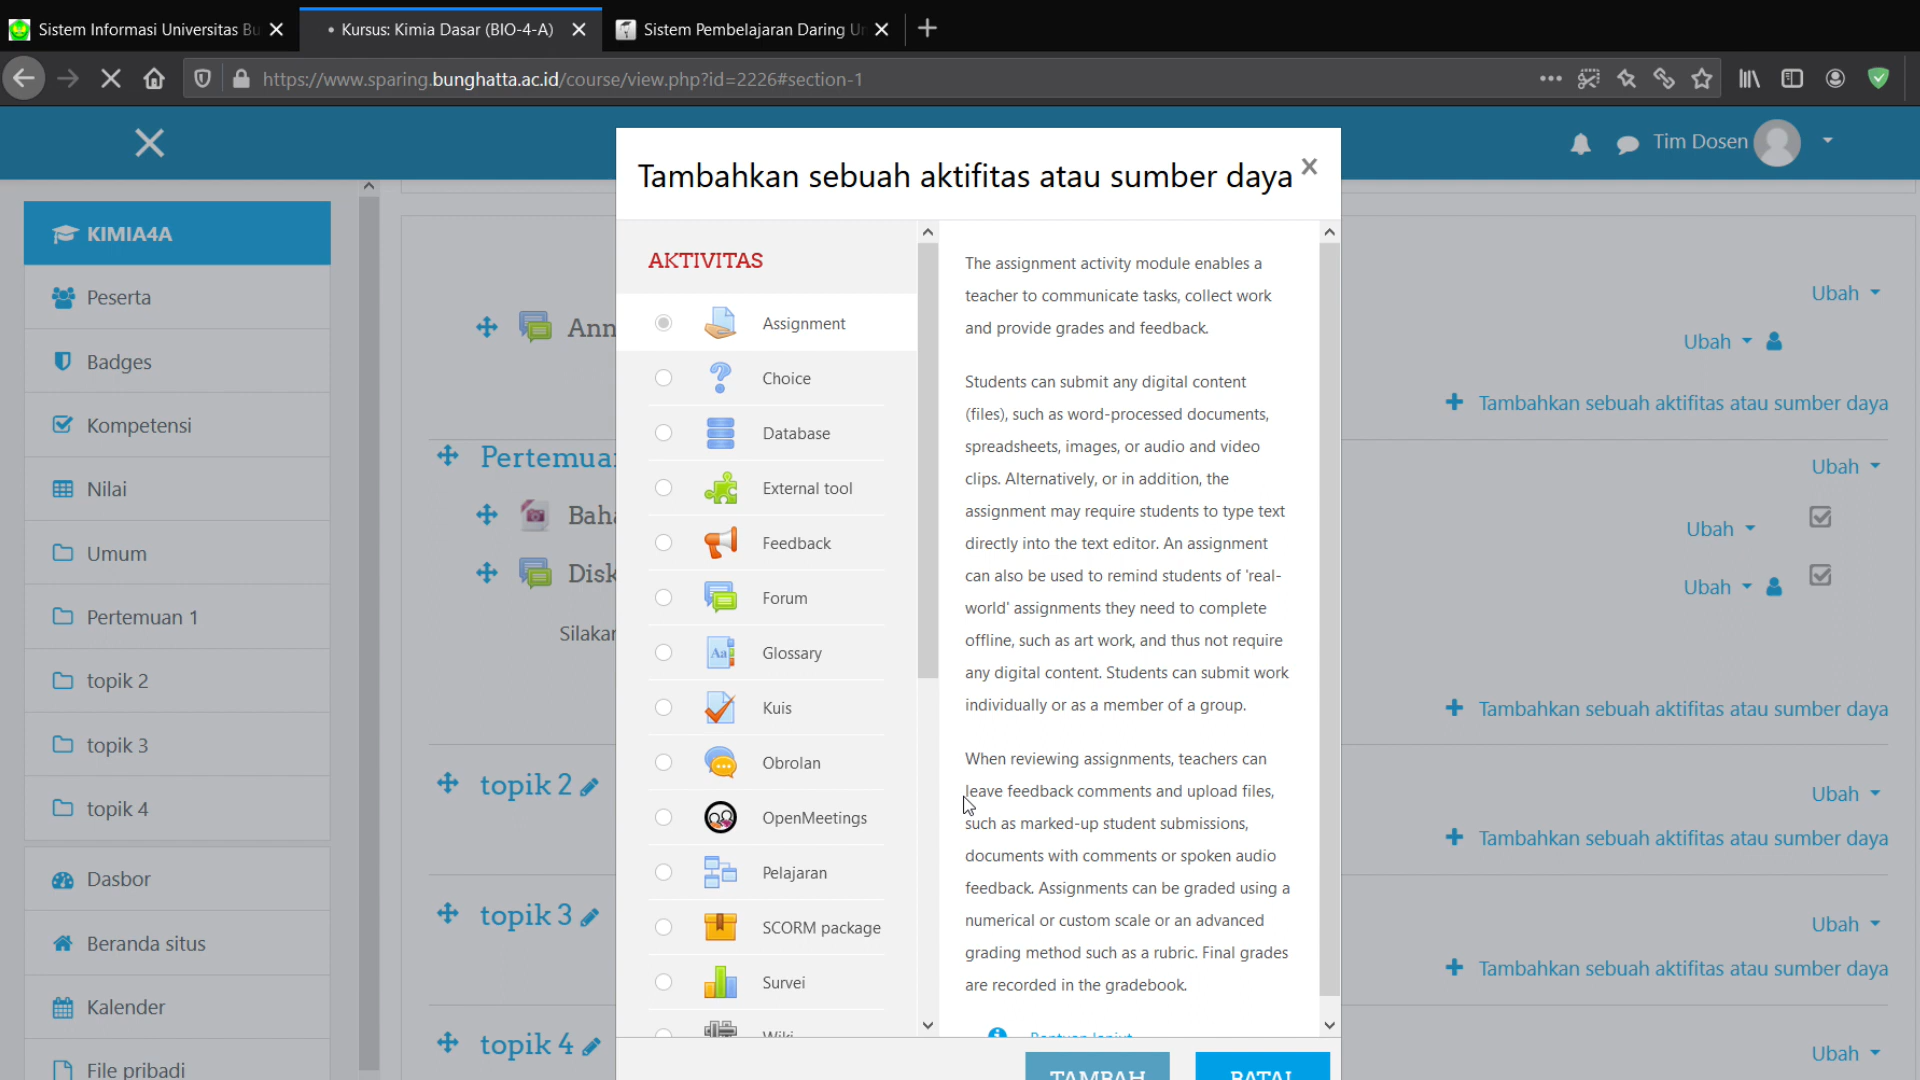 Sistem Informasi Universitas Bu
Kursus: Kimia Dasar (BIO-4-A)
Sistem Pembelajaran Daring Un
https://www.sparing.bunghatta.ac.id/course/view.php?id=2226#section-1
Tim Dosen
KIMIA4A
Peserta
Badges
Kompetensi
Nilai
Umum
Pertemuan 1
topik 2
topik 3
topik 4
Dasbor
Beranda situs
Kalender
File pribadi
Ann
Pertemuan
Baha
Disk
Silakan
topik 2
topik 3
topik 4
Tambahkan sebuah aktifitas atau sumber daya
AKTIVITAS
Assignment
Choice
Database
External tool
Feedback
Forum
Glossary
Kuis
Obrolan
OpenMeetings
Pelajaran
SCORM package
Survei
Wiki
The assignment activity module enables a
teacher to communicate tasks, collect work
and provide grades and feedback.
Students can submit any digital content
(files), such as word-processed documents,
spreadsheets, images, or audio and video
clips. Alternatively, or in addition, the
assignment may require students to type text
directly into the text editor. An assignment
can also be used to remind students of 'real-
world' assignments they need to complete
offline, such as art work, and thus not require
any digital content. Students can submit work
individually or as a member of a group.
When reviewing assignments, teachers can
leave feedback comments and upload files,
such as marked-up student submissions,
documents with comments or spoken audio
feedback. Assignments can be graded using a
numerical or custom scale or an advanced
grading method such as a rubric. Final grades
are recorded in the gradebook.
Bantuan lanjut
TAMBAH
BATAL
Ubah
Ubah
Tambahkan sebuah aktifitas atau sumber daya
Ubah
Ubah
Ubah
Tambahkan sebuah aktifitas atau sumber daya
Ubah
Tambahkan sebuah aktifitas atau sumber daya
Ubah
Tambahkan sebuah aktifitas atau sumber daya
Ubah